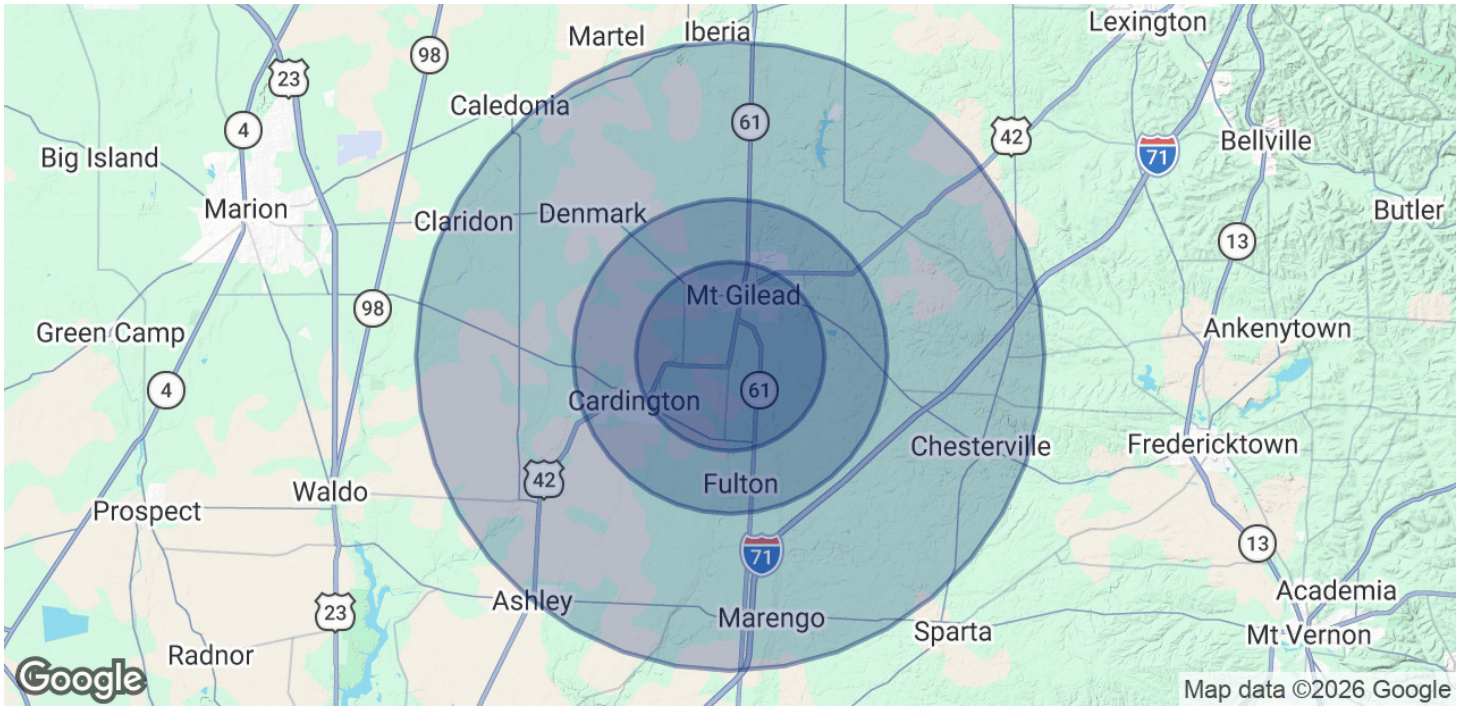 Martel
Iberia
Lexington
98
23
Caledonia
61
4
42
71
Bellville
Big Island
Marion
Claridon
Denmark
Butler
13
Mt Gilead
98
Green Camp
Ankenytown
4
Cardington
61
Chesterville
Fredericktown
42
Fulton
Waldo
Prospect
71
13
Ashley
23
Marengo
Sparta
Academia
Mt Vernon
Radnor
Google
Map data ©2026 Google